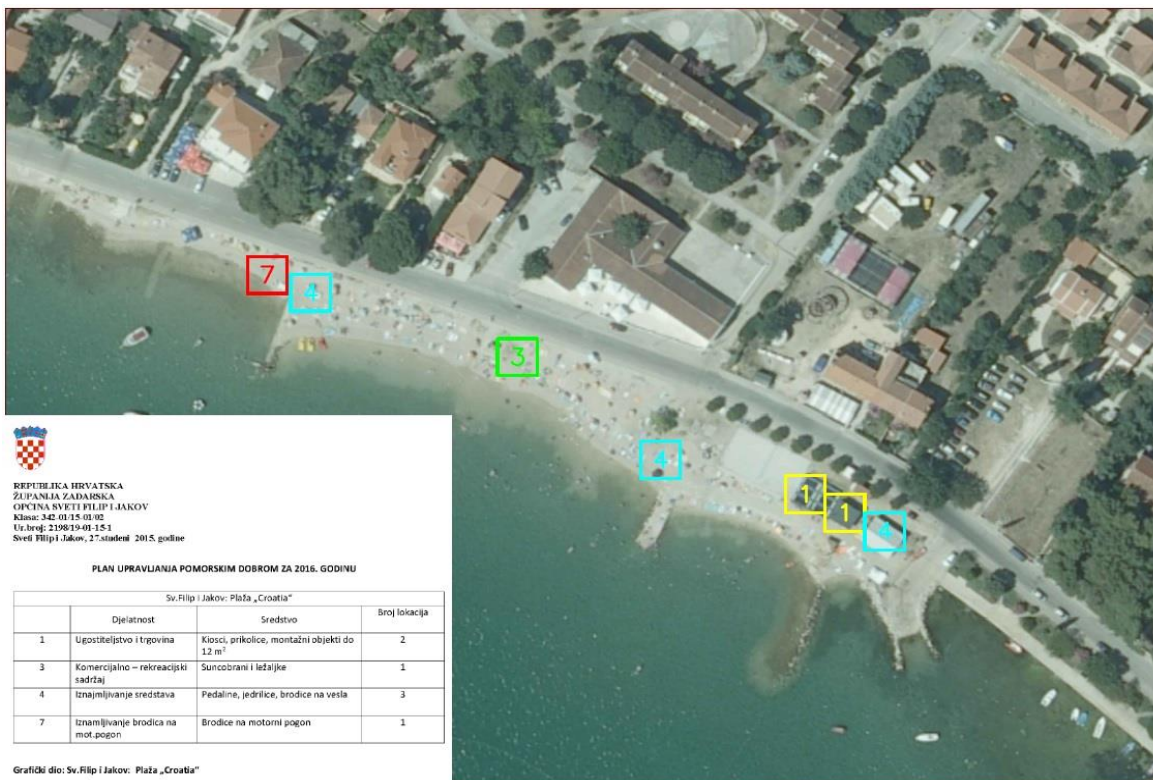 7
4
3
4
1
1
4
REPUBLIKA HRVATSKA
ŽUPANIJA ZADARSKA
OPĆINA SVETI FILIP I JAKOV
Klasa: 342-01/15-01/02
Ur.broj: 2198/19-01-15-1
Sveti Filip i Jakov, 27.studeni 2015. godine
PLAN UPRAVLJANJA POMORSKIM DOBROM ZA 2016. GODINU
Sv.Filip i Jakov: Plaža „Croatia“
Djelatnost Sredstvo Broj lokacija
1 Ugostiteljstvo i trgovina Kiosci, prikolice, montažni objekti do 2
12 m²
3 Komercijalno – rekreacijski Suncobrani i ležaljke 1
sadržaj
4 Iznajmljivanje sredstava Pedaline, jedrilice, brodice na vesla 3
7 Iznamljivanje brodica na Brodice na motorni pogon 1
mot.pogon
Grafički dio: Sv.Filip i Jakov: Plaža „Croatia“